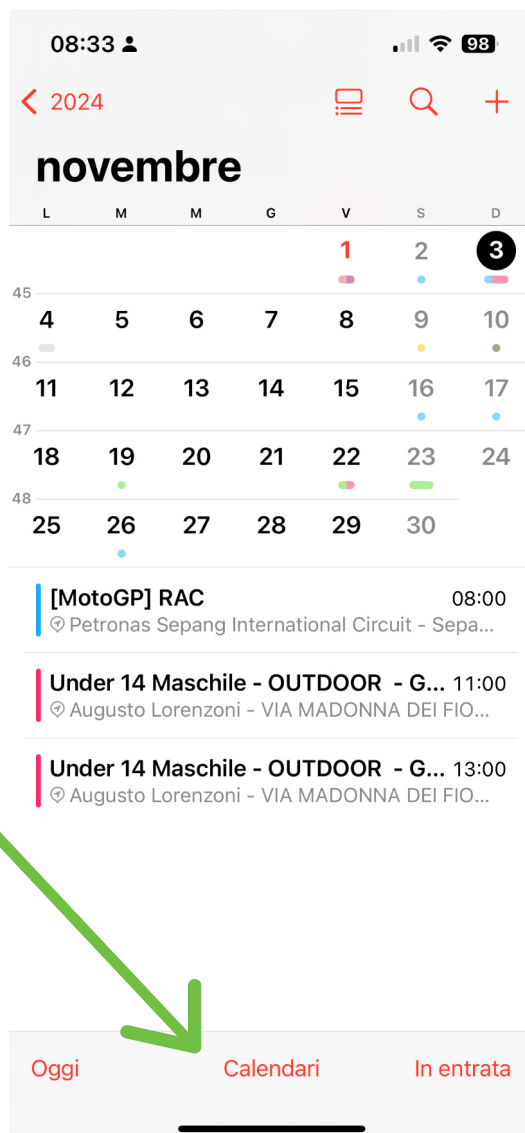 08:33 98
2024
novembre
L M M G V S D
1 2 3
45
4 5 6 7 8 9 10
46
11 12 13 14 15 16 17
47
18 19 20 21 22 23 24
48
25 26 27 28 29 30
[MotoGP] RAC 08:00
Petronas Sepang International Circuit - Sepa...
Under 14 Maschile - OUTDOOR - G... 11:00
Augusto Lorenzoni - VIA MADONNA DEI FIO...
Under 14 Maschile - OUTDOOR - G... 13:00
Augusto Lorenzoni - VIA MADONNA DEI FIO...
Oggi Calendari In entrata